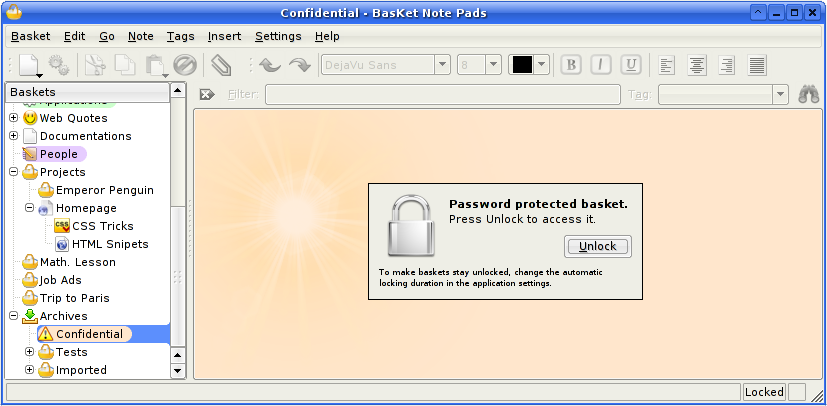 Confidential - BasKet Note Pads
Basket Edit Go Note Tags Insert Settings Help
DejaVu Sans 8 B I U
Baskets
Filter: Tag:
Applications
Web Quotes
Documentations
People
Projects
Emperor Penguin
Homepage
CSS CSS Tricks
HTML Snipets
Math. Lesson
Job Ads
Trip to Paris
Archives
Confidential
Tests
Imported
Password protected basket.
Press Unlock to access it.
Unlock
To make baskets stay unlocked, change the automatic
locking duration in the application settings.
Locked